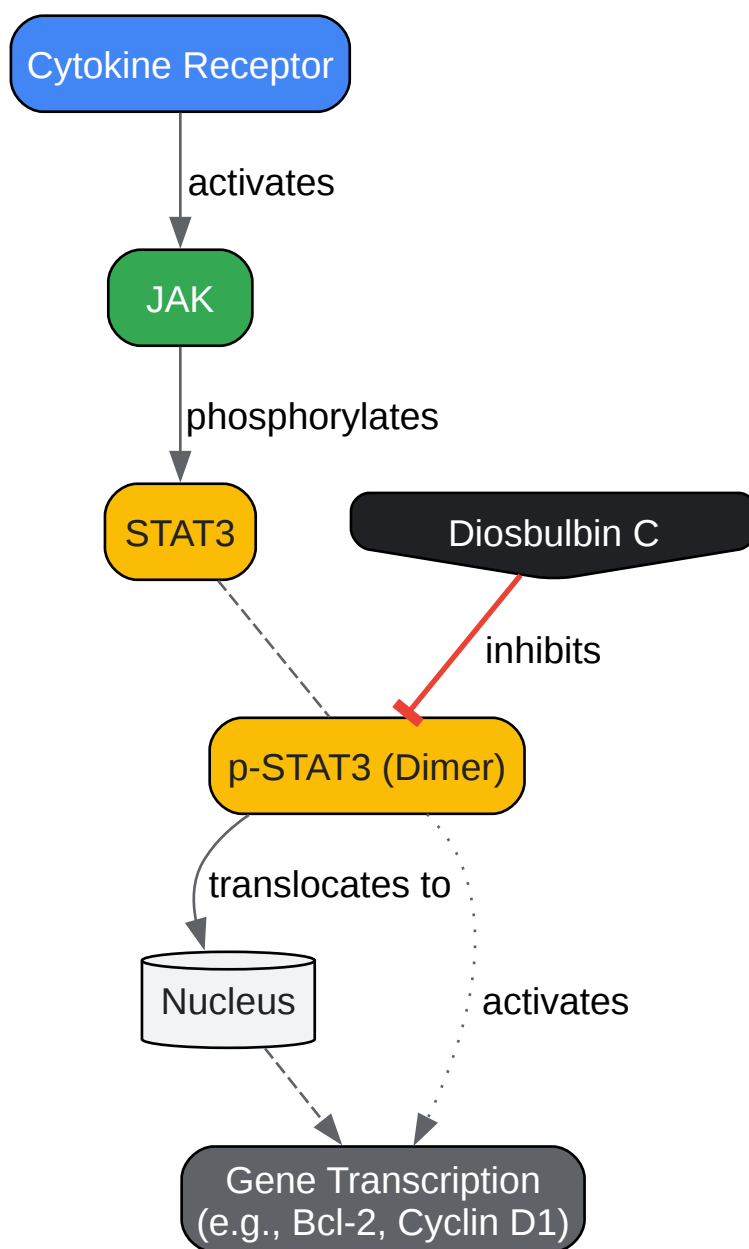 Cytokine Receptor
activates
JAK
phosphorylates
STAT3
Diosbulbin C
inhibits
p-STAT3 (Dimer)
translocates to
Nucleus
activates
Gene Transcription
(e.g., Bcl-2, Cyclin D1)